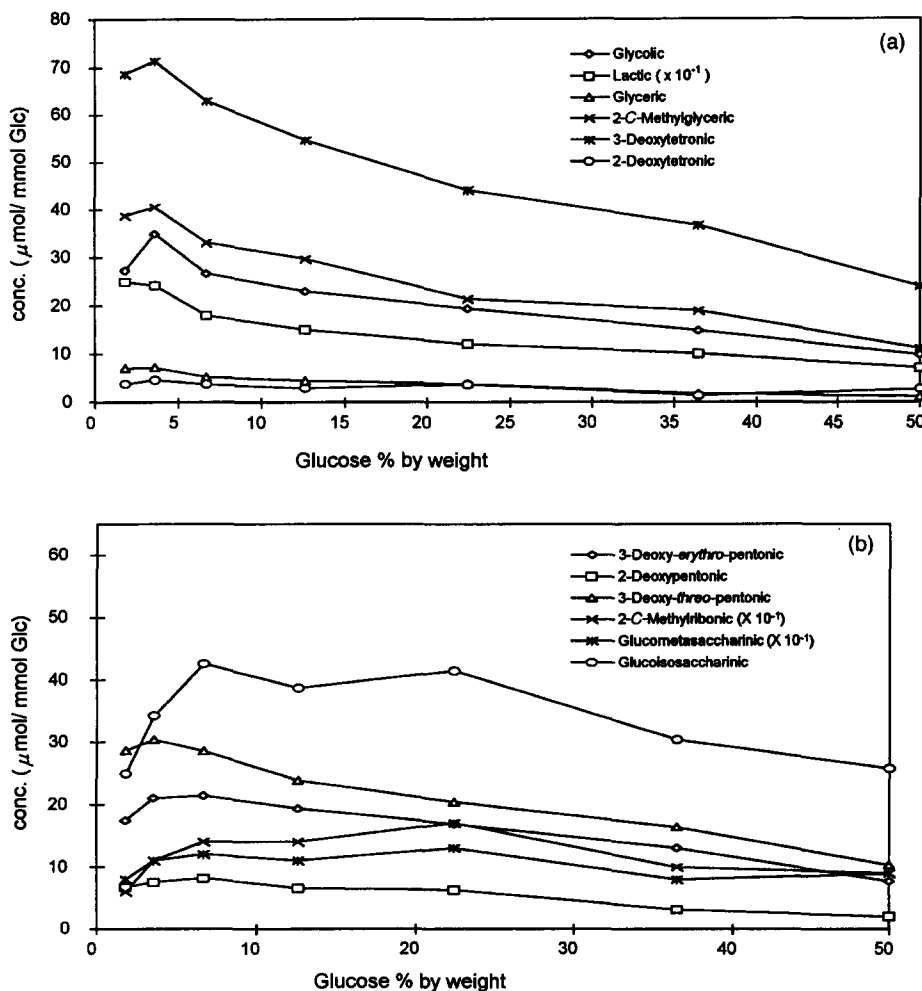 (a)
80
70
60
50
40
30
20
10
0
conc. ( μmol/ mmol Glc)
Glycolic
Lactic ( x 10⁻¹ )
Glyceric
2-C-Methylglyceric
3-Deoxytetronic
2-Deoxytetronic
0 5 10 15 20 25 30 35 40 45 50
Glucose % by weight
(b)
60
50
40
30
20
10
0
conc. ( μmol/ mmol Glc)
3-Deoxy-erythro-pentonic
2-Deoxypentonic
3-Deoxy-threo-pentonic
2-C-Methylribonic (X 10⁻¹)
Glucometasaccharinic (X 10⁻¹)
Glucoisosaccharinic
0 10 20 30 40 50
Glucose % by weight